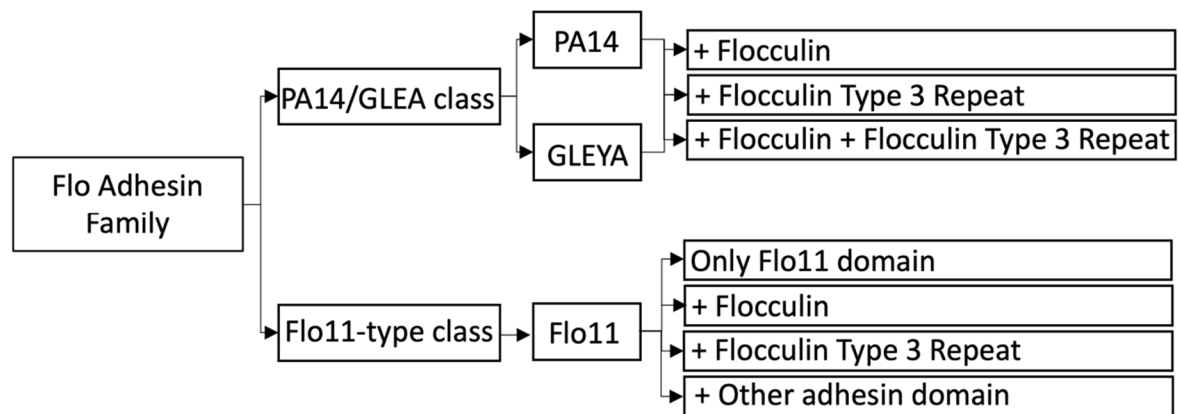 Flo Adhesin
Family
PA14/GLEA class
PA14
GLEYA
+ Flocculin
+ Flocculin Type 3 Repeat
+ Flocculin + Flocculin Type 3 Repeat
Flo11-type class
Flo11
Only Flo11 domain
+ Flocculin
+ Flocculin Type 3 Repeat
+ Other adhesin domain